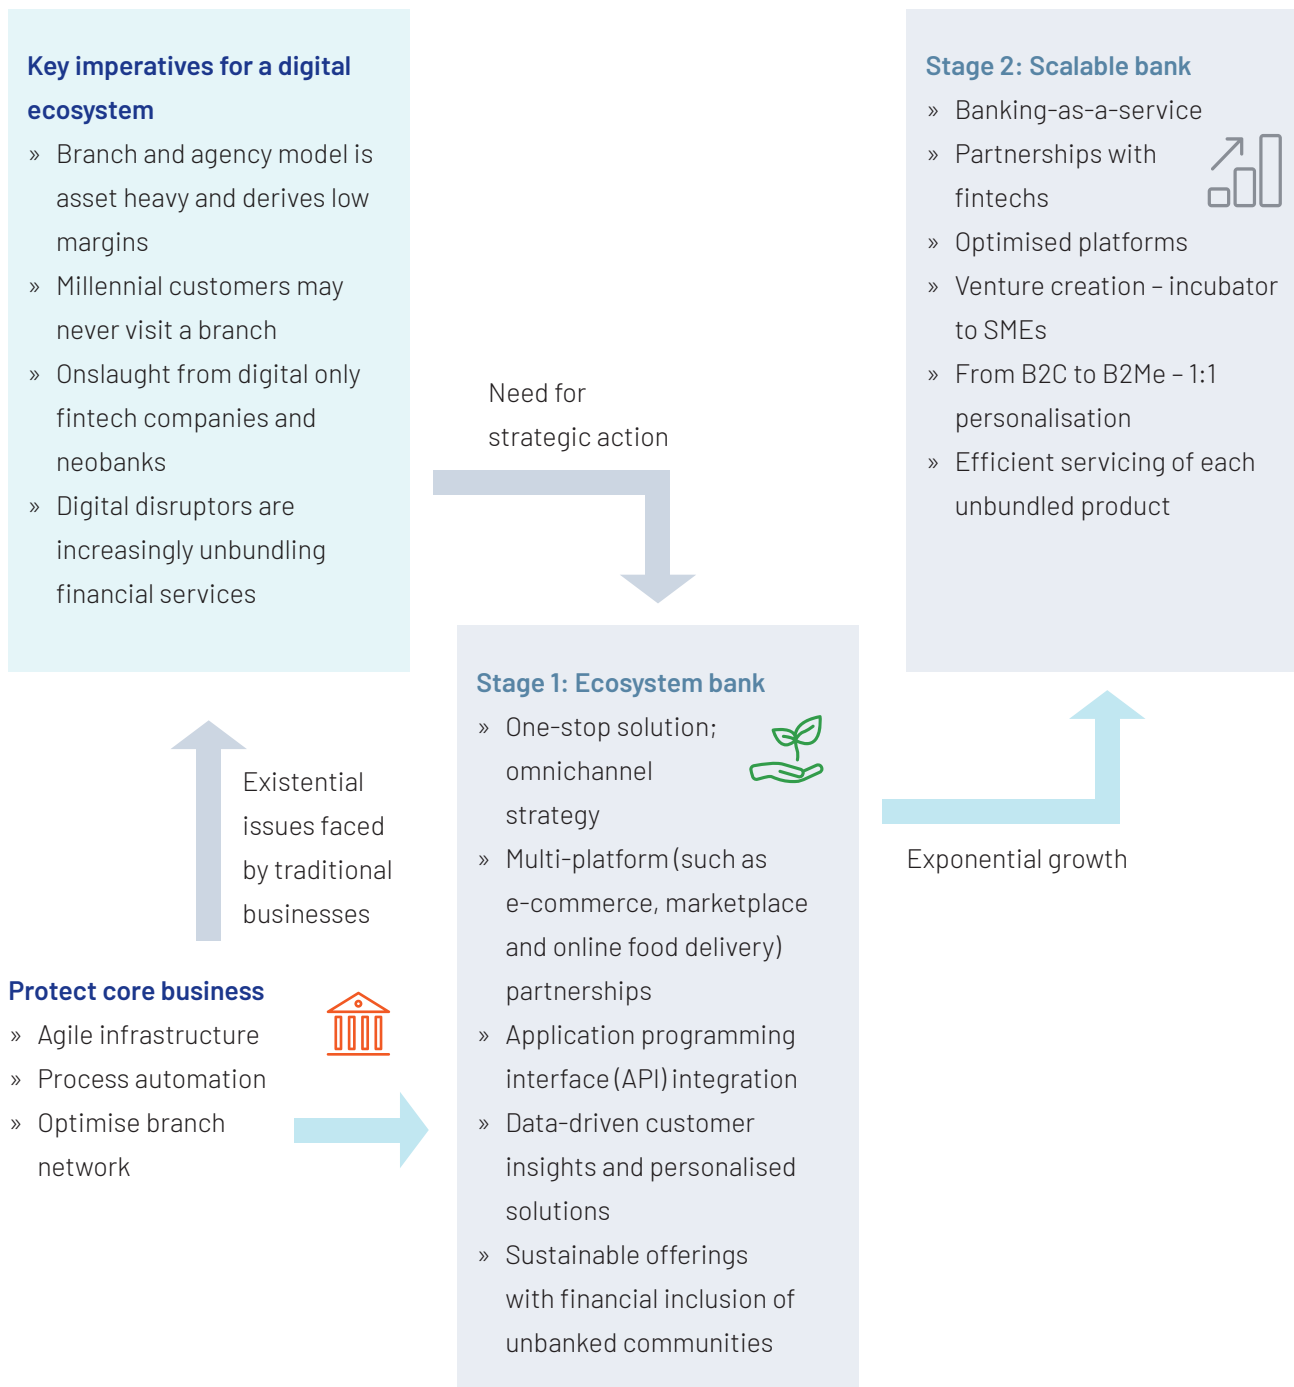 Key imperatives for a digital
ecosystem
» Branch and agency model is
asset heavy and derives low
margins
» Millennial customers may
never visit a branch
» Onslaught from digital only
fintech companies and
neobanks
» Digital disruptors are
increasingly unbundling
financial services
Existential
issues faced
by traditional
businesses
Protect core business
» Agile infrastructure
» Process automation
» Optimise branch
network
Need for
strategic action
Stage 1: Ecosystem bank
» One-stop solution;
omnichannel
strategy
» Multi-platform (such as
e-commerce, marketplace
and online food delivery)
partnerships
» Application programming
interface (API) integration
» Data-driven customer
insights and personalised
solutions
» Sustainable offerings
with financial inclusion of
unbanked communities
Exponential growth
Stage 2: Scalable bank
» Banking-as-a-service
» Partnerships with
fintechs
» Optimised platforms
» Venture creation – incubator
to SMEs
» From B2C to B2Me – 1:1
personalisation
» Efficient servicing of each
unbundled product